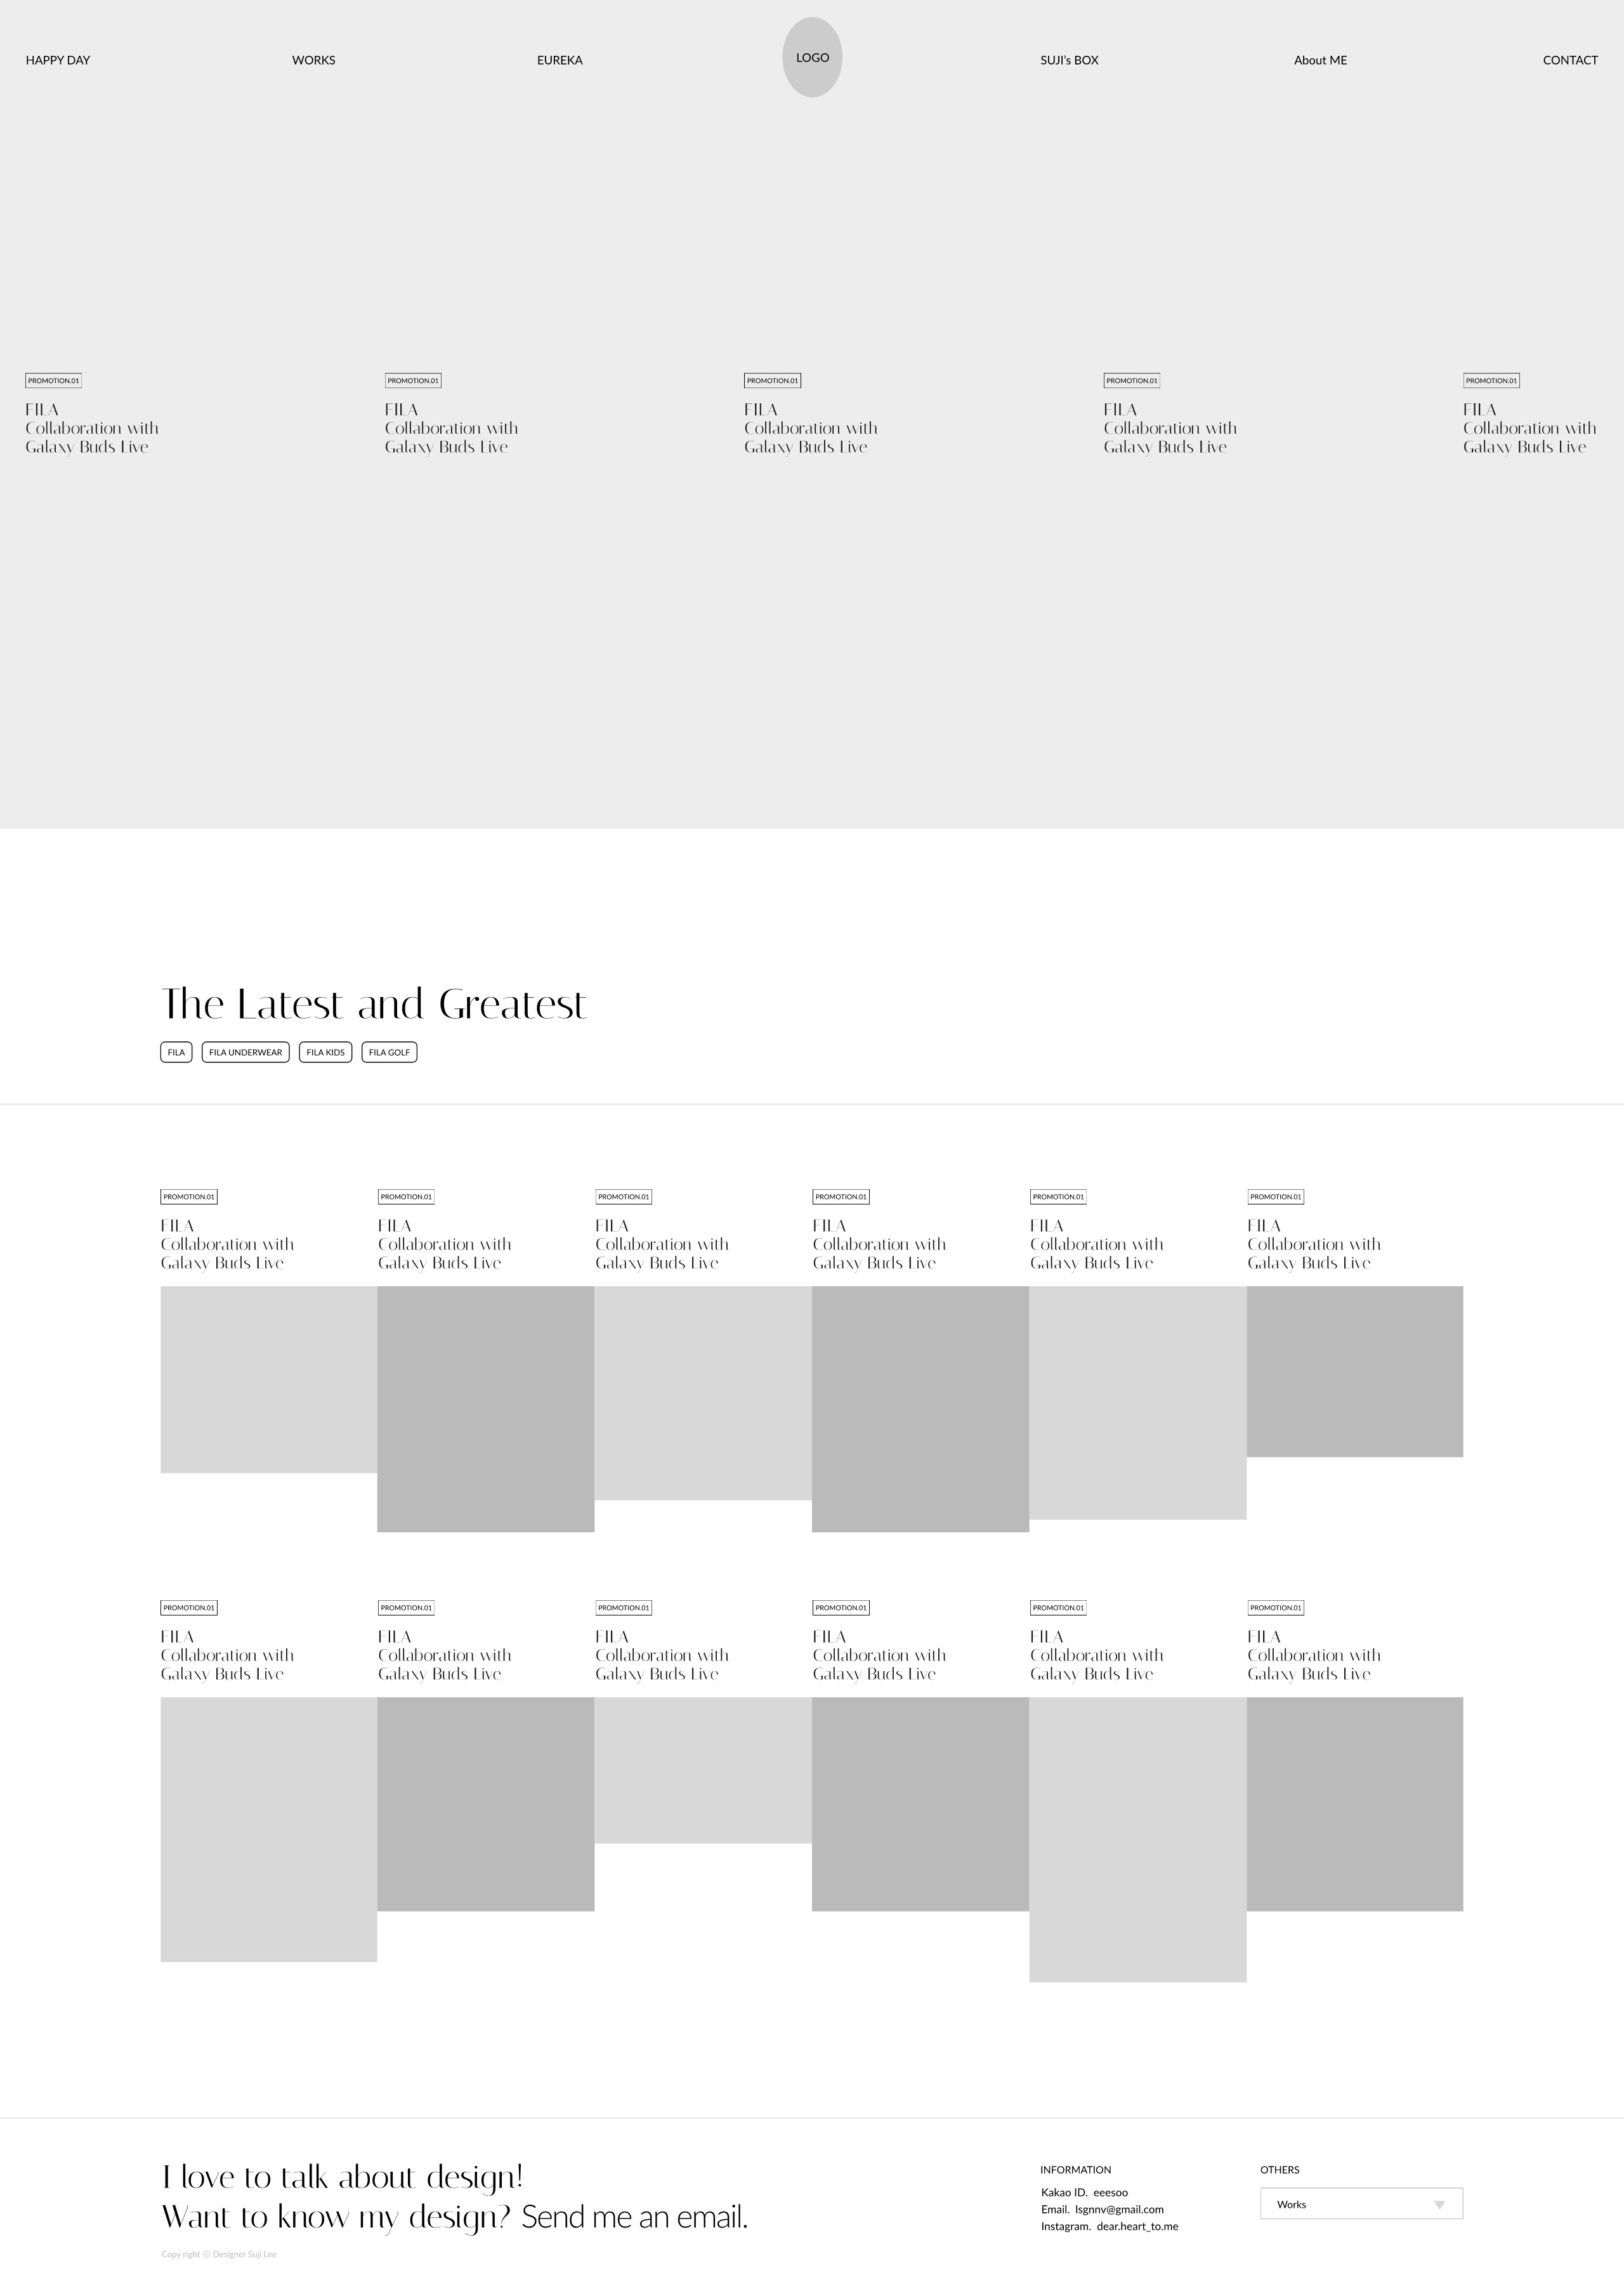 HAPPY DAY
WORKS
EUREKA
LOGO
SUJI's BOX
About ME
CONTACT
PROMOTION.01
FILA
Collaboration with
Galaxy Buds Live
PROMOTION.01
FILA
Collaboration with
Galaxy Buds Live
PROMOTION.01
FILA
Collaboration with
Galaxy Buds Live
PROMOTION.01
FILA
Collaboration with
Galaxy Buds Live
PROMOTION.01
FILA
Collaboration with
Galaxy Buds Live
The Latest and Greatest
FILA
FILA UNDERWEAR
FILA KIDS
FILA GOLF
PROMOTION.01
FILA
Collaboration with
Galaxy Buds Live
PROMOTION.01
FILA
Collaboration with
Galaxy Buds Live
PROMOTION.01
FILA
Collaboration with
Galaxy Buds Live
PROMOTION.01
FILA
Collaboration with
Galaxy Buds Live
PROMOTION.01
FILA
Collaboration with
Galaxy Buds Live
PROMOTION.01
FILA
Collaboration with
Galaxy Buds Live
PROMOTION.01
FILA
Collaboration with
Galaxy Buds Live
PROMOTION.01
FILA
Collaboration with
Galaxy Buds Live
PROMOTION.01
FILA
Collaboration with
Galaxy Buds Live
PROMOTION.01
FILA
Collaboration with
Galaxy Buds Live
PROMOTION.01
FILA
Collaboration with
Galaxy Buds Live
PROMOTION.01
FILA
Collaboration with
Galaxy Buds Live
I love to talk about design!
Want to know my design? Send me an email.
Copy right ⓒ Designer Suji Lee
INFORMATION
Kakao ID. eeesoo
Email. lsgnnv@gmail.com
Instagram. dear.heart_to.me
OTHERS
Works